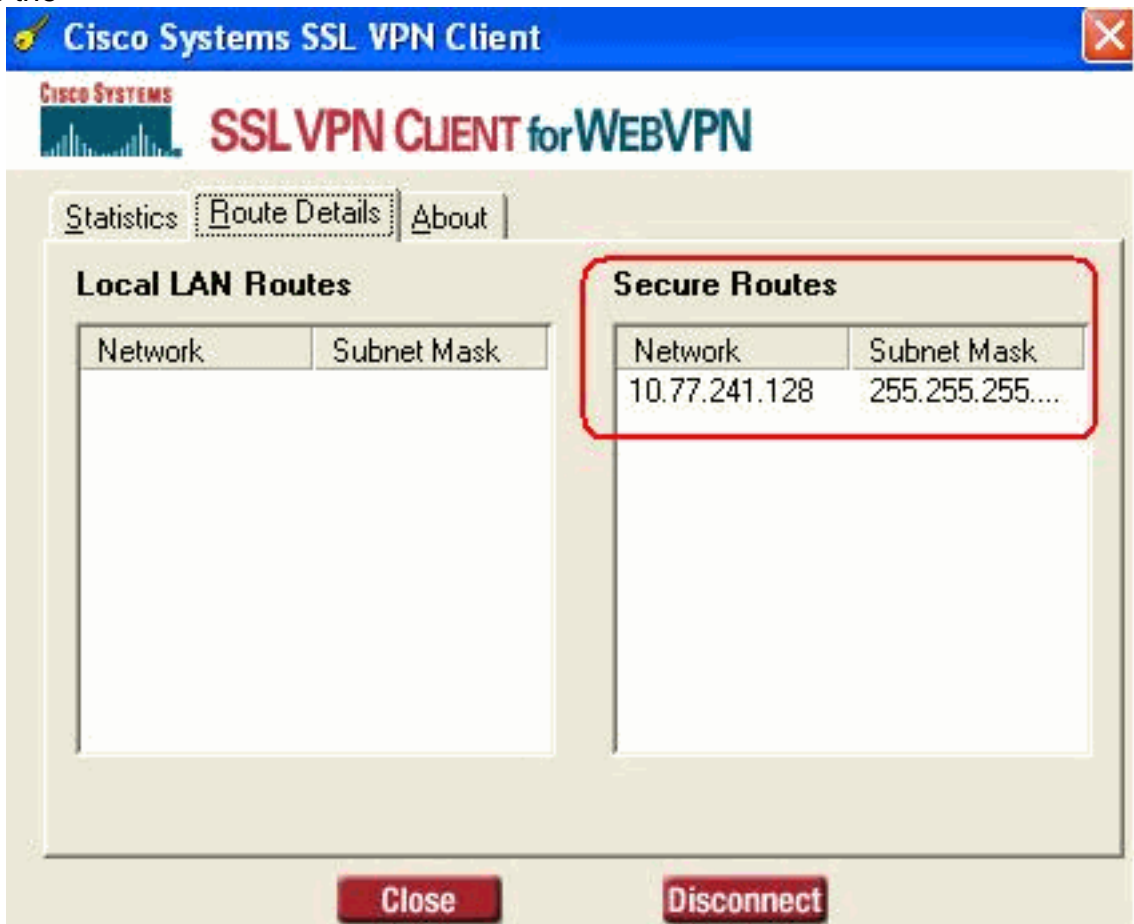 Cisco Systems SSL VPN Client
CISCO SYSTEMS
SSL VPN CLIENT for WEBVPN
Statistics Route Details About
Local LAN Routes Secure Routes
Network Subnet Mask Network Subnet Mask
10.77.241.128 255.255.255....
Close Disconnect